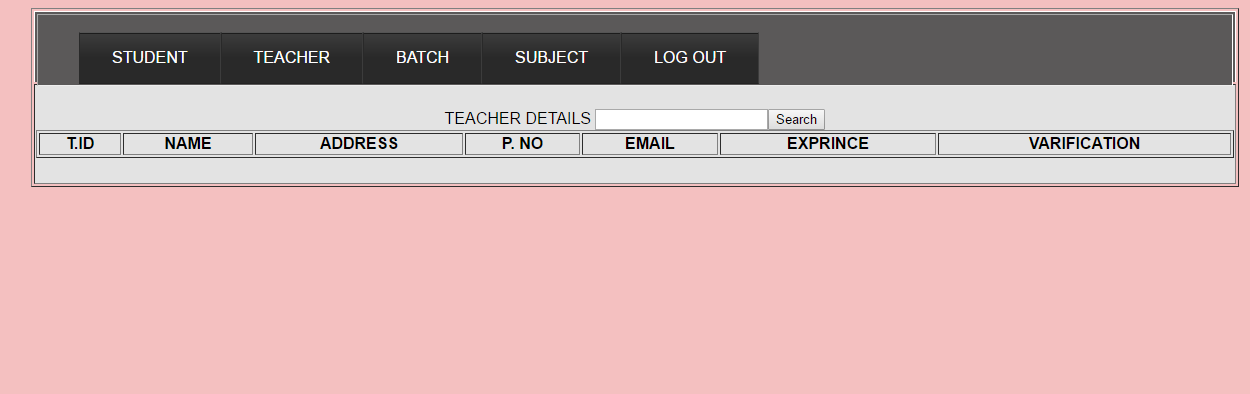 STUDENT TEACHER BATCH SUBJECT LOG OUT
TEACHER DETAILS Search
T.ID NAME ADDRESS P. NO EMAIL EXPRINCE VARIFICATION